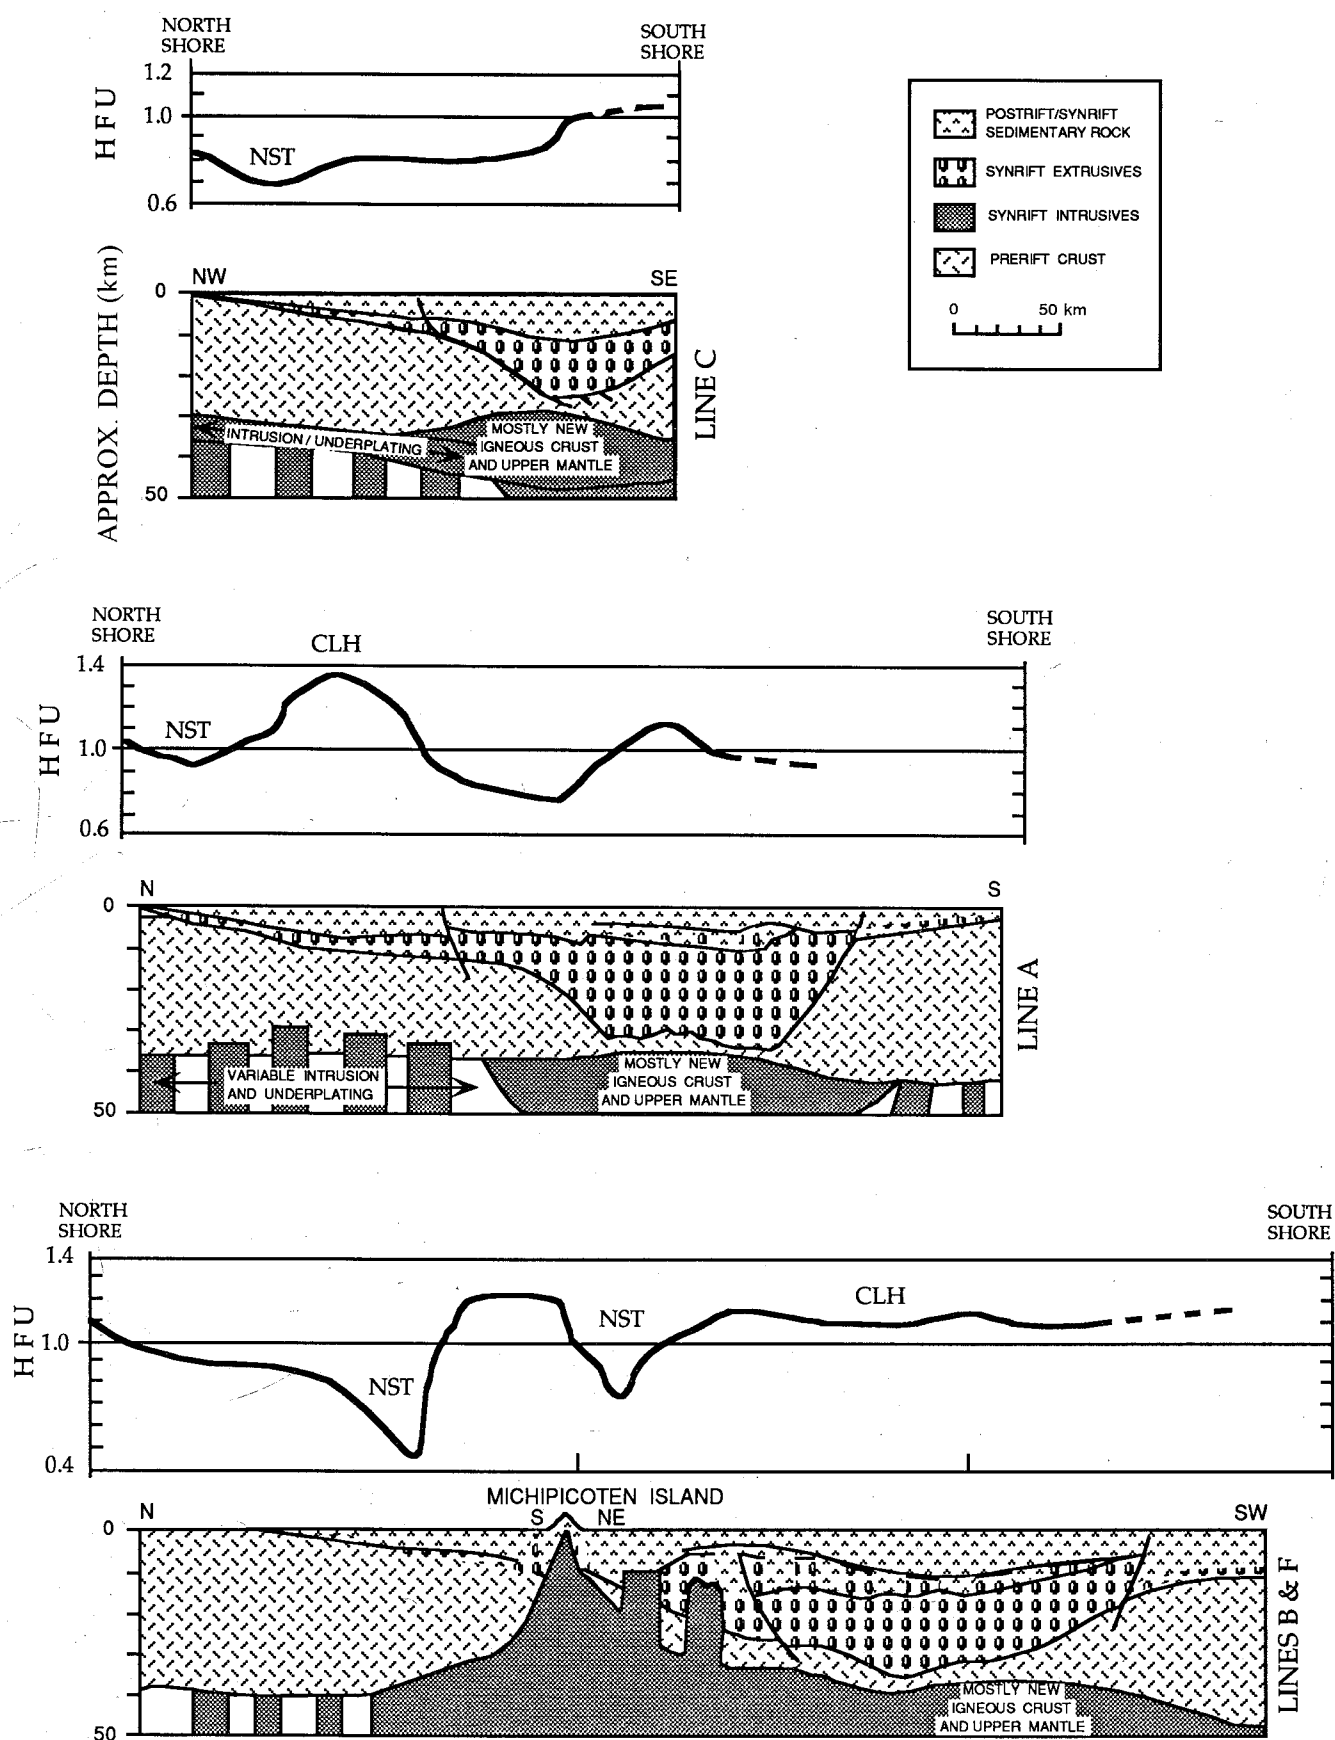 NORTH
SHORE
SOUTH
SHORE
1.2
1.0
0.6
HFU
NST
POSTRIFT/SYNRIFT
SEDIMENTARY ROCK
SYNRIFT EXTRUSIVES
SYNRIFT INTRUSIVES
PRERIFT CRUST
0 50 km
APPROX. DEPTH (km)
NW
SE
0
50
INTRUSION / UNDERPLATING
MOSTLY NEW
IGNEOUS CRUST
AND UPPER MANTLE
LINE C
NORTH
SHORE
SOUTH
SHORE
CLH
1.4
1.0
0.6
HFU
NST
N
S
0
50
VARIABLE INTRUSION
AND UNDERPLATING
MOSTLY NEW
IGNEOUS CRUST
AND UPPER MANTLE
LINE A
NORTH
SHORE
SOUTH
SHORE
1.4
1.0
0.4
HFU
NST
NST
CLH
MICHIPICOTEN ISLAND
N
S
NE
SW
0
50
MOSTLY NEW
IGNEOUS CRUST
AND UPPER MANTLE
LINES B & F